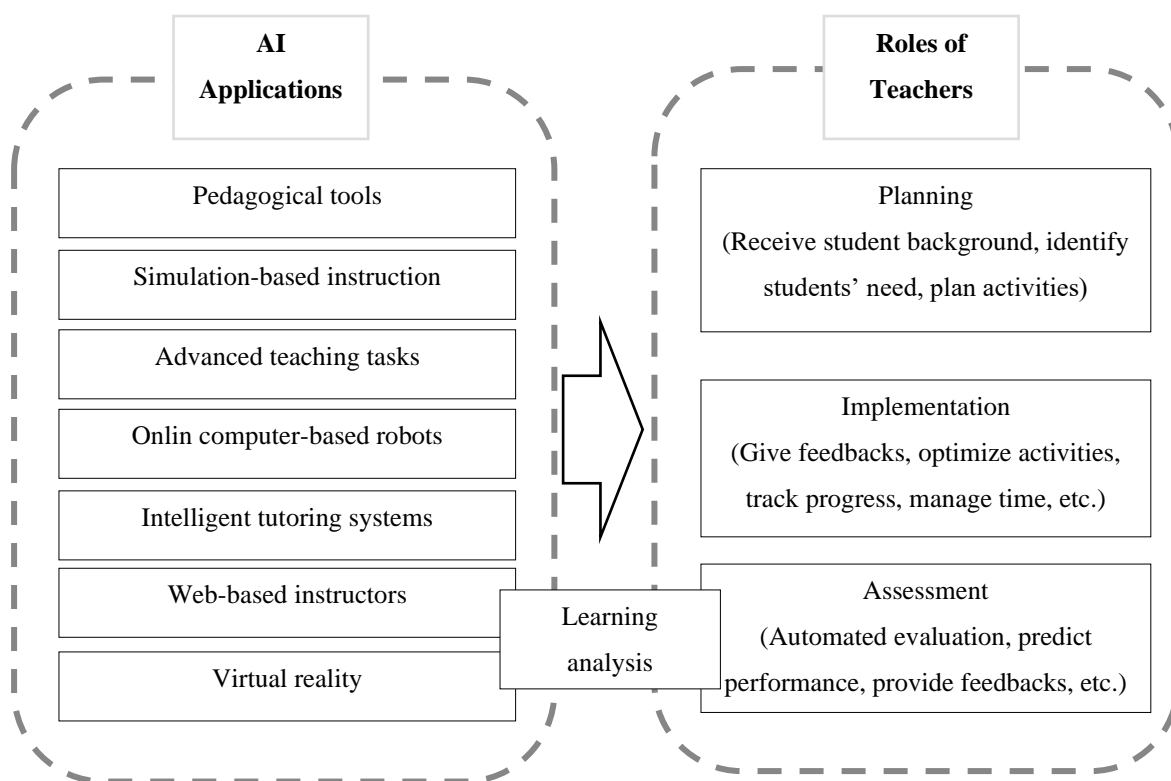 AI
Applications
Pedagogical tools
Simulation-based instruction
Advanced teaching tasks
Onlin computer-based robots
Intelligent tutoring systems
Web-based instructors
Virtual reality
Learning
analysis
Roles of
Teachers
Planning
(Receive student background, identify
students’ need, plan activities)
Implementation
(Give feedbacks, optimize activities,
track progress, manage time, etc.)
Assessment
(Automated evaluation, predict
performance, provide feedbacks, etc.)